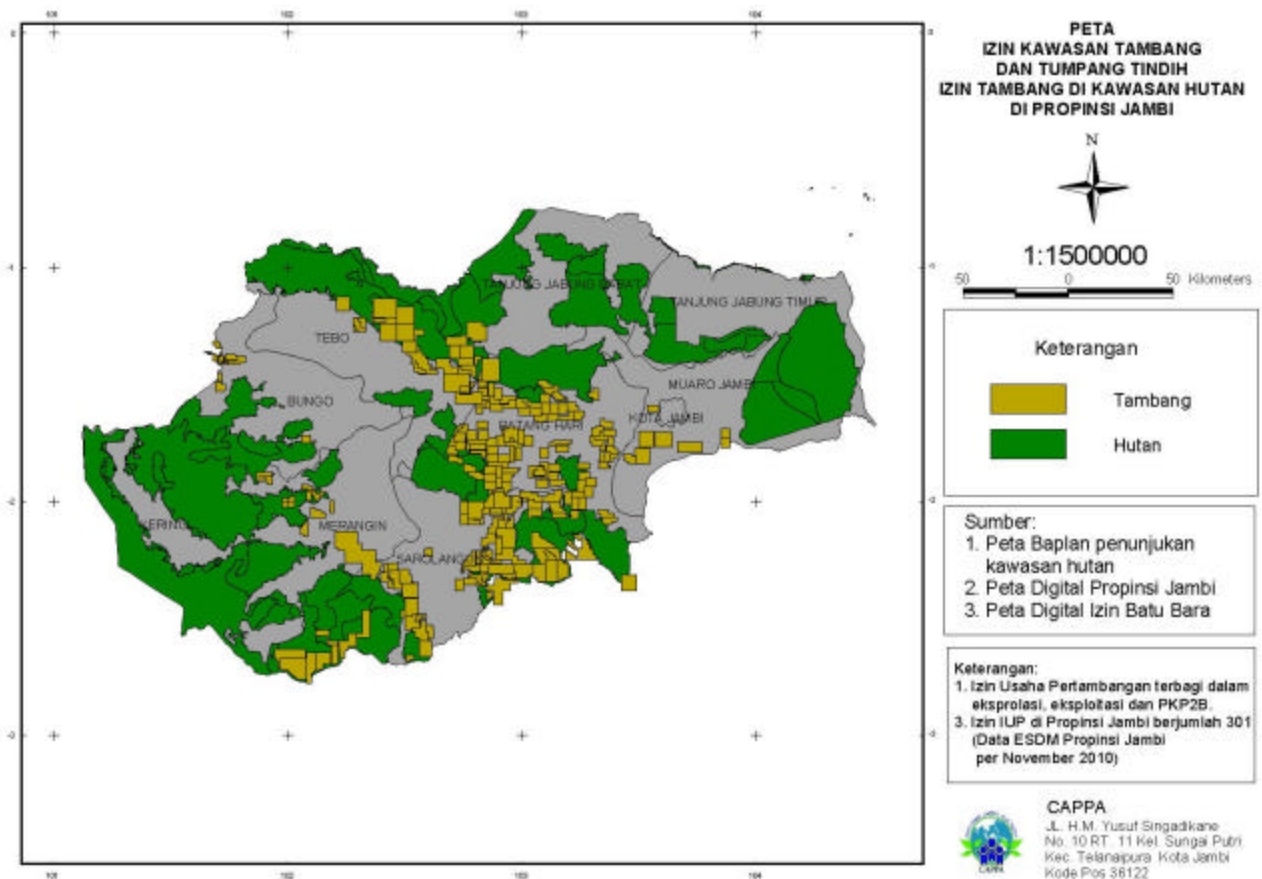 PETA
IZIN KAWASAN TAMBANG
DAN TUMPANG TINDIH
IZIN TAMBANG DI KAWASAN HUTAN
DI PROPINSI JAMBI
N
1:1500000
50 0 50 Kilometers
Keterangan
Tambang
Hutan
Sumber:
1. Peta Baplan penunjukan
kawasan hutan
2. Peta Digital Propinsi Jambi
3. Peta Digital Izin Batu Bara
Keterangan:
1. Izin Usaha Pertambangan terbagi dalam
eksprolasi, eksploitasi dan PKP2B.
3. Izin IUP di Propinsi Jambi berjumlah 301
(Data ESDM Propinsi Jambi
per November 2010)
CAPPA
JL. H.M. Yusuf Singadikane
No. 10 RT. 11 Kel. Sungai Putri
Kec. Telanaipura Kota Jambi
Kode Pos 36122
CAPPA
TANJUNG JABUNG BARAT
TANJUNG JABUNG TIMUR
TEBO
MUARO JAMBI
BUNGO
KOTA JAMBI
BATANG HARI
MERANGIN
SAROLANGUN